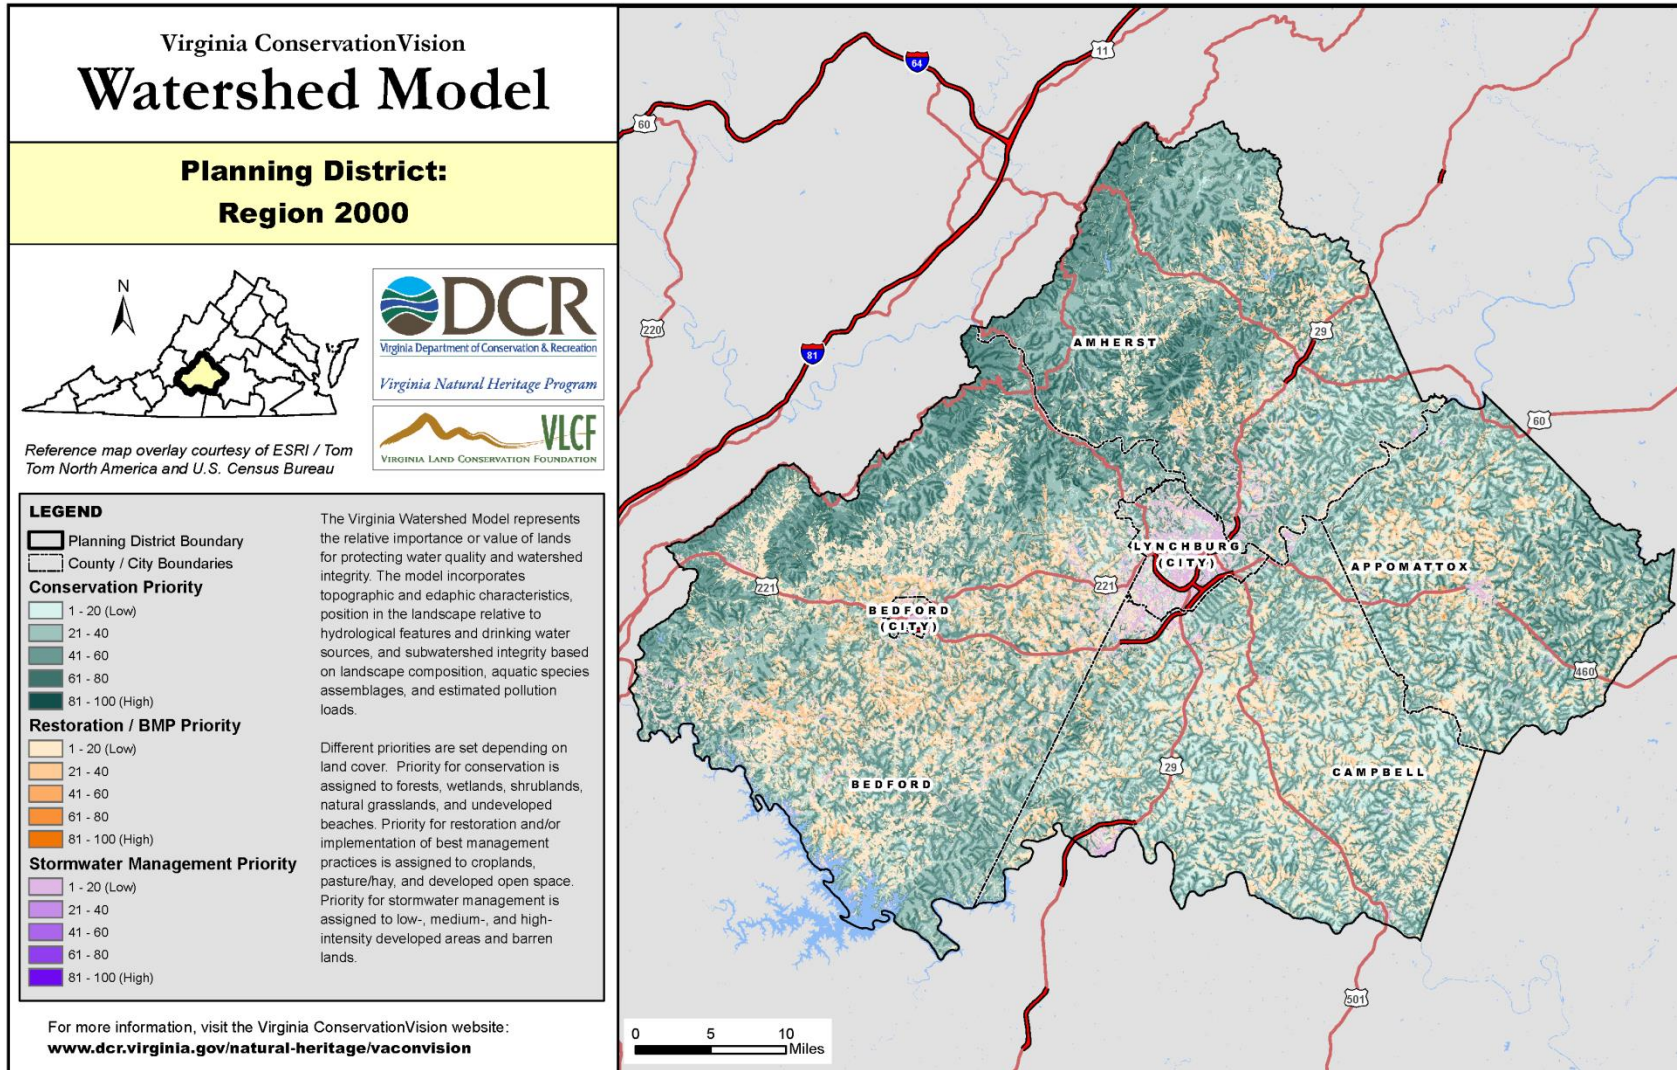 Virginia ConservationVision
Watershed Model
Planning District:
Region 2000
N
DCR
Virginia Department of Conservation & Recreation
Virginia Natural Heritage Program
VLCF
VIRGINIA LAND CONSERVATION FOUNDATION
Reference map overlay courtesy of ESRI / Tom
Tom North America and U.S. Census Bureau
LEGEND
Planning District Boundary
County / City Boundaries
Conservation Priority
1 - 20 (Low)
21 - 40
41 - 60
61 - 80
81 - 100 (High)
Restoration / BMP Priority
1 - 20 (Low)
21 - 40
41 - 60
61 - 80
81 - 100 (High)
Stormwater Management Priority
1 - 20 (Low)
21 - 40
41 - 60
61 - 80
81 - 100 (High)
The Virginia Watershed Model represents
the relative importance or value of lands
for protecting water quality and watershed
integrity. The model incorporates
topographic and edaphic characteristics,
position in the landscape relative to
hydrological features and drinking water
sources, and subwatershed integrity based
on landscape composition, aquatic species
assemblages, and estimated pollution
loads.
Different priorities are set depending on
land cover. Priority for conservation is
assigned to forests, wetlands, shrublands,
natural grasslands, and undeveloped
beaches. Priority for restoration and/or
implementation of best management
practices is assigned to croplands,
pasture/hay, and developed open space.
Priority for stormwater management is
assigned to low-, medium-, and high-
intensity developed areas and barren
lands.
For more information, visit the Virginia ConservationVision website:
www.dcr.virginia.gov/natural-heritage/vaconvision
11
64
60
220
29
81
AMHERST
60
LYNCHBURG
(CITY)
APPOMATTOX
221
221
BEDFORD
(CITY)
460
29
CAMPBELL
BEDFORD
501
0 5 10
Miles